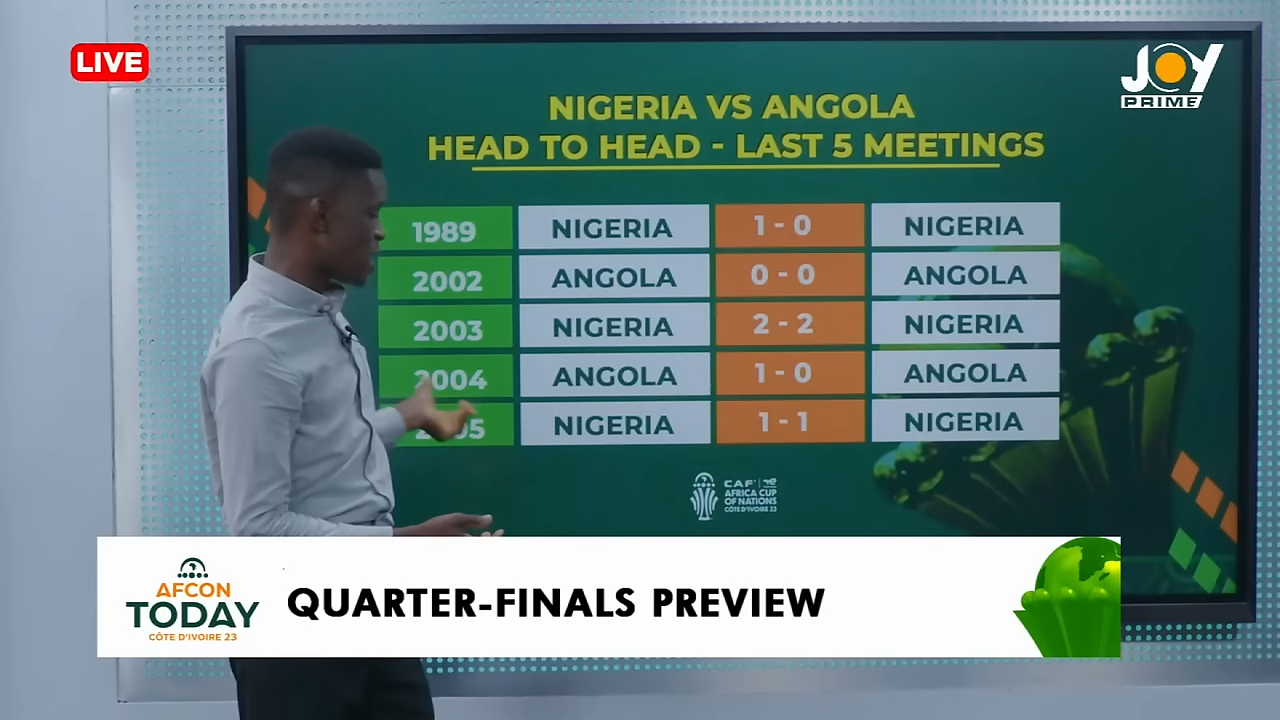 LIVE
JOY
PRIME
NIGERIA VS ANGOLA
HEAD TO HEAD - LAST 5 MEETINGS
1989 NIGERIA 1 - 0 NIGERIA
2002 ANGOLA 0 - 0 ANGOLA
2003 NIGERIA 2 - 2 NIGERIA
2004 ANGOLA 1 - 0 ANGOLA
NIGERIA 1 - 1 NIGERIA
CAF
AFRICA CUP
OF NATIONS
CÔTE D'IVOIRE 23
AFCON
TODAY
CÔTE D'IVOIRE 23
QUARTER-FINALS PREVIEW